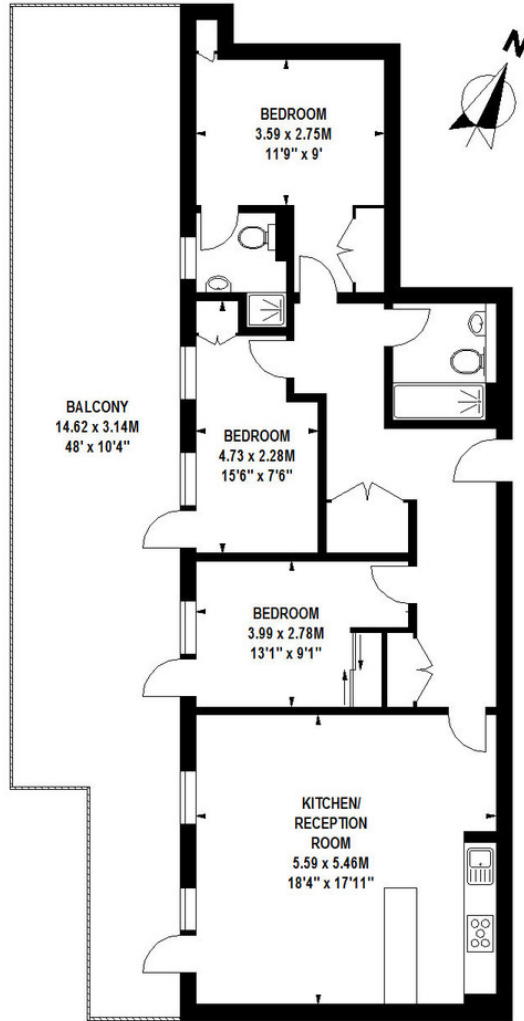 N
BEDROOM
3.59 x 2.75M
11'9" x 9'
BALCONY
14.62 x 3.14M
48' x 10'4"
BEDROOM
4.73 x 2.28M
15'6" x 7'6"
BEDROOM
3.99 x 2.78M
13'1" x 9'1"
KITCHEN/
RECEPTION
ROOM
5.59 x 5.46M
18'4" x 17'11"